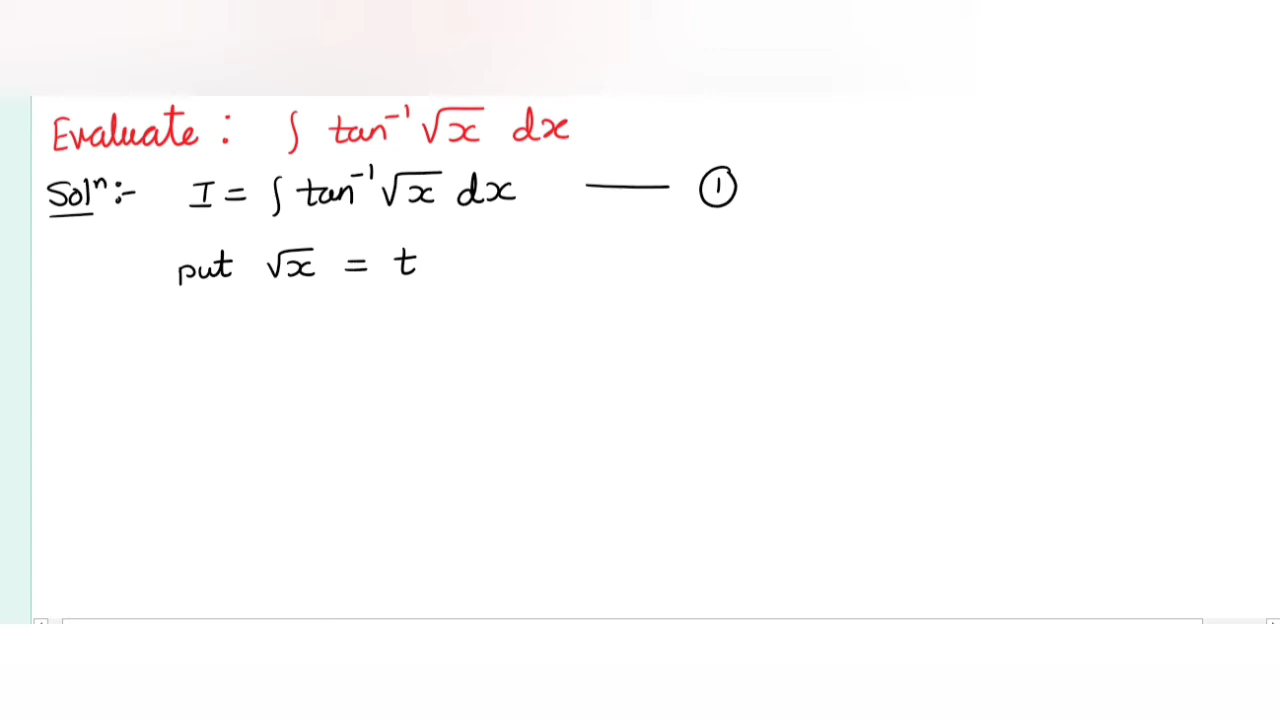 Evaluate : ∫ tan⁻¹ √x dx
Solⁿ :- I = ∫ tan⁻¹ √x dx —— ①
put √x = t